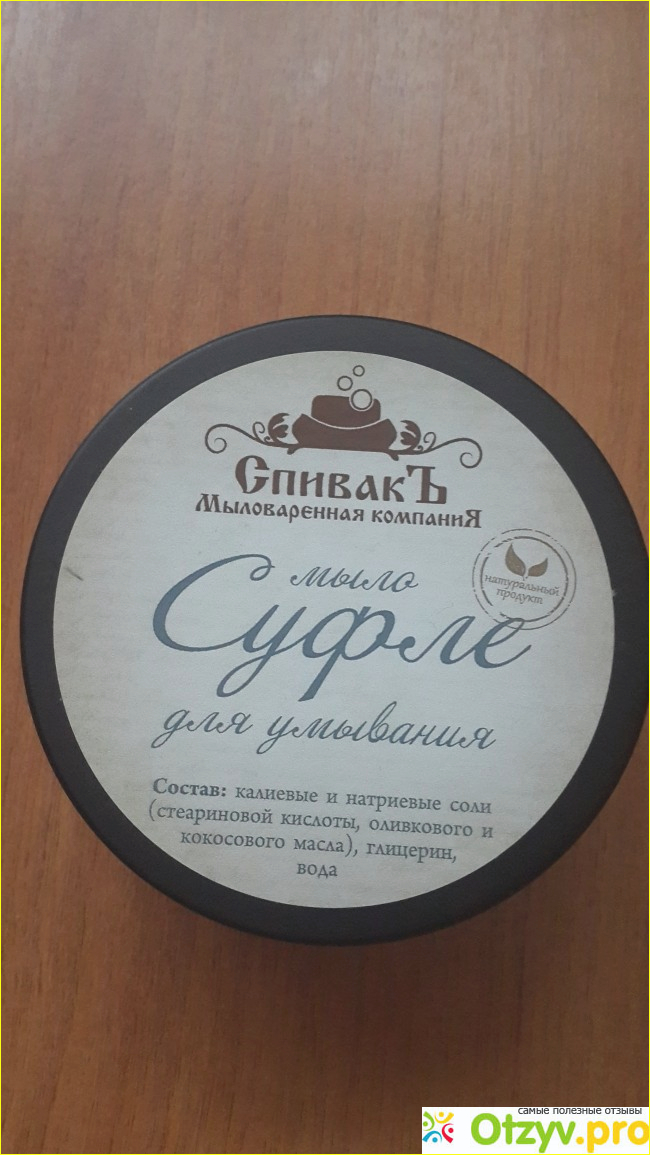 СпивакЪ
Мыловаренная компаниЯ
натуральный
продукт
мыло
Суфле
для умывания
Состав: калиевые и натриевые соли
(стеариновой кислоты, оливкового и
кокосового масла), глицерин,
вода
самые полезные отзывы
Otzyv.pro